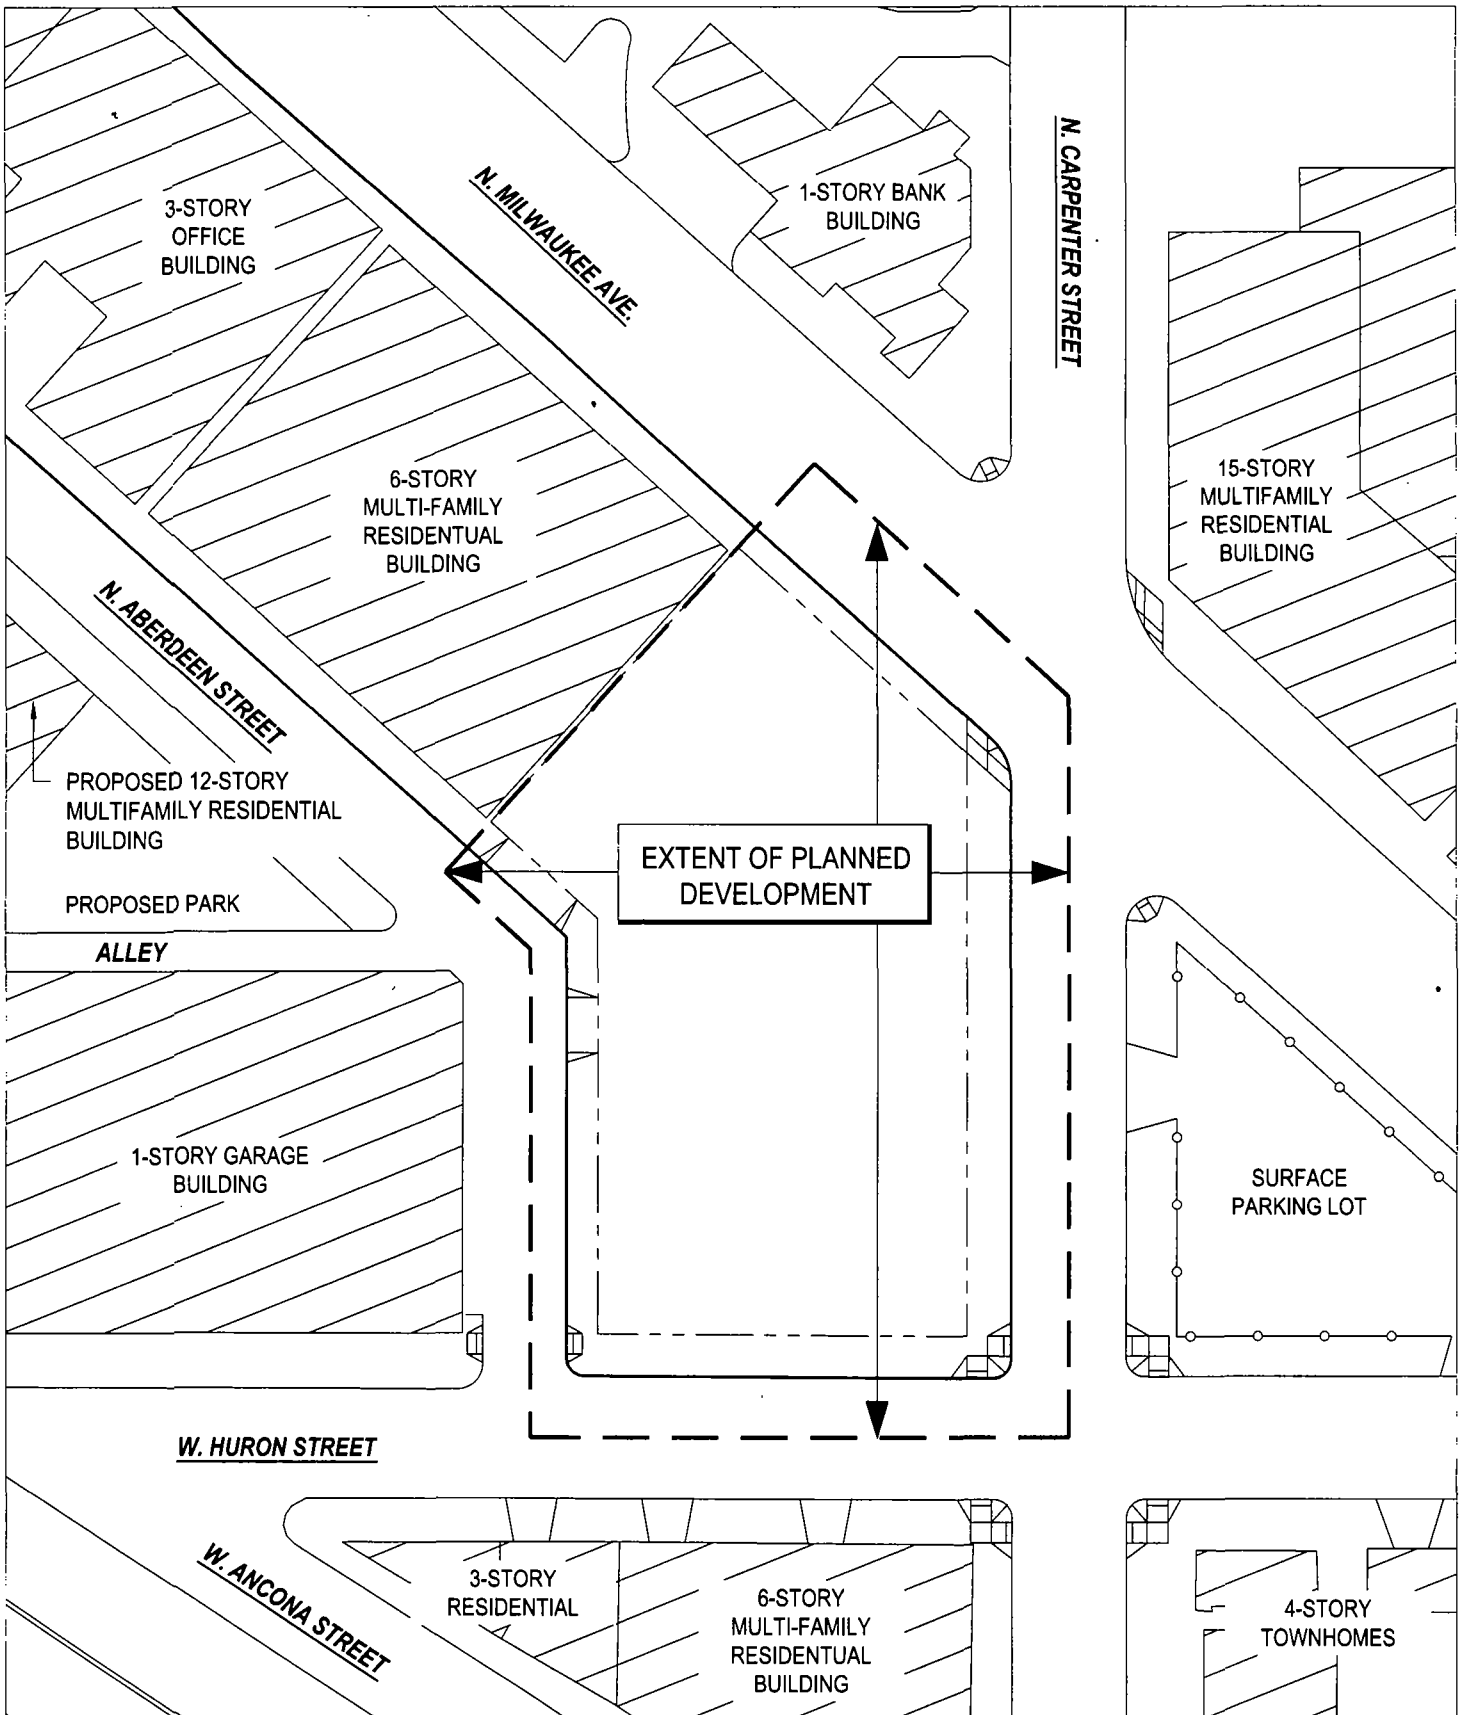 N. CARPENTER STREET
N. MILWAUKEE AVE.
1-STORY BANK
BUILDING
3-STORY
OFFICE
BUILDING
6-STORY
MULTI-FAMILY
RESIDENTUAL
BUILDING
15-STORY
MULTIFAMILY
RESIDENTIAL
BUILDING
N. ABERDEEN STREET
PROPOSED 12-STORY
MULTIFAMILY RESIDENTIAL
BUILDING
EXTENT OF PLANNED
DEVELOPMENT
PROPOSED PARK
ALLEY
1-STORY GARAGE
BUILDING
SURFACE
PARKING LOT
W. HURON STREET
W. ANCONA STREET
3-STORY
RESIDENTIAL
6-STORY
MULTI-FAMILY
RESIDENTUAL
BUILDING
4-STORY
TOWNHOMES